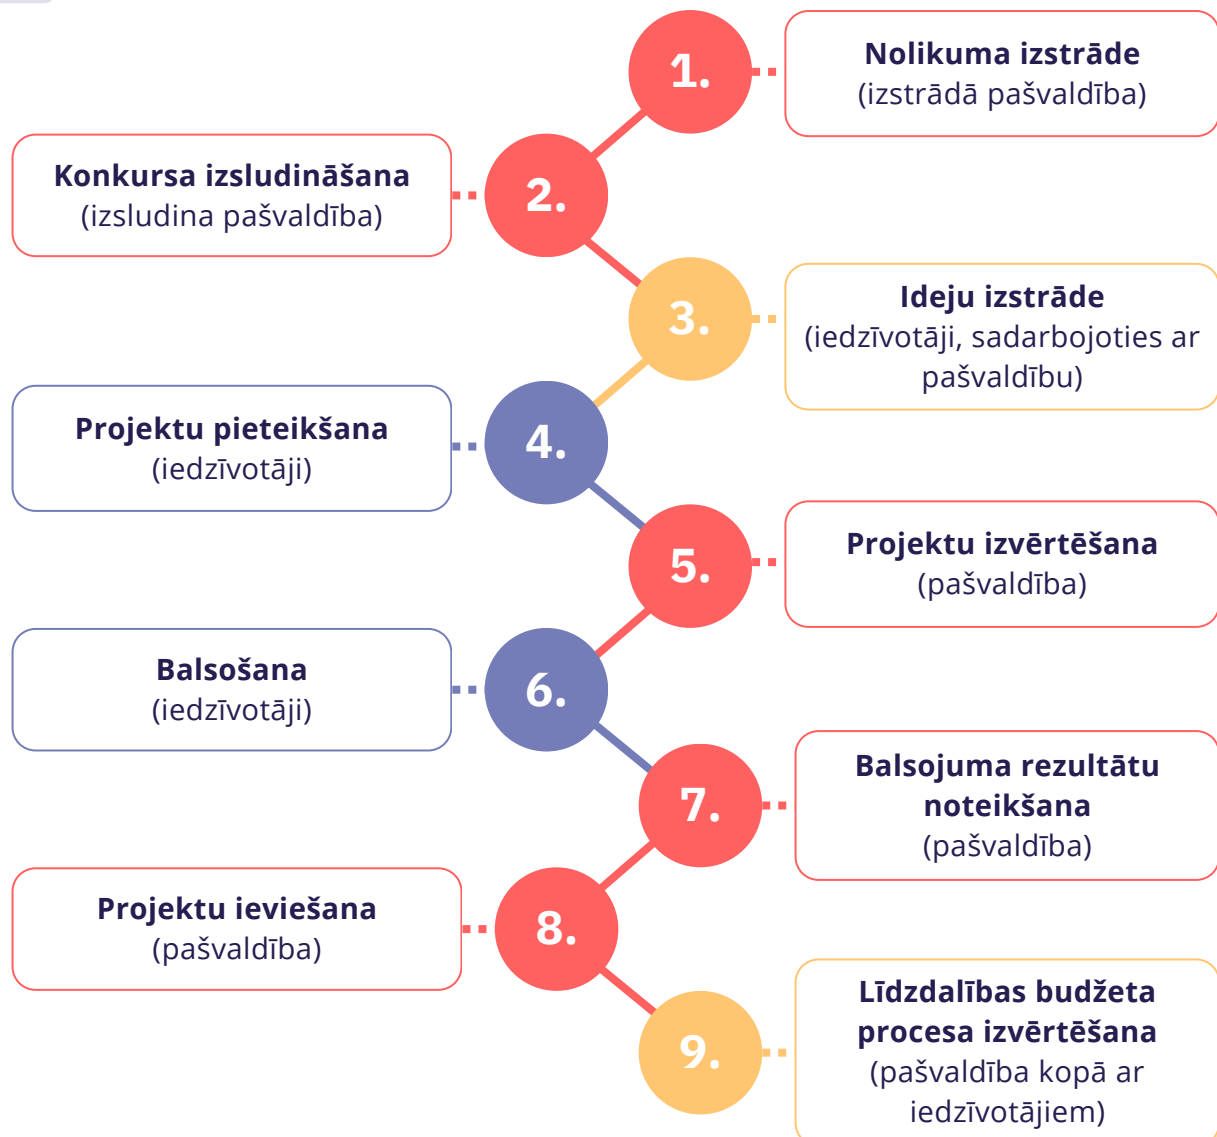 1.
Nolikuma izstrāde
(izstrādā pašvaldība)
2.
Konkursa izsludināšana
(izsludina pašvaldība)
3.
Ideju izstrāde
(iedzīvotāji, sadarbojoties ar
pašvaldību)
4.
Projektu pieteikšana
(iedzīvotāji)
5.
Projektu izvērtēšana
(pašvaldība)
6.
Balsošana
(iedzīvotāji)
7.
Balsojuma rezultātu
noteikšana
(pašvaldība)
8.
Projektu ieviešana
(pašvaldība)
9.
Līdzdalības budžeta
procesa izvērtēšana
(pašvaldība kopā ar
iedzīvotājiem)